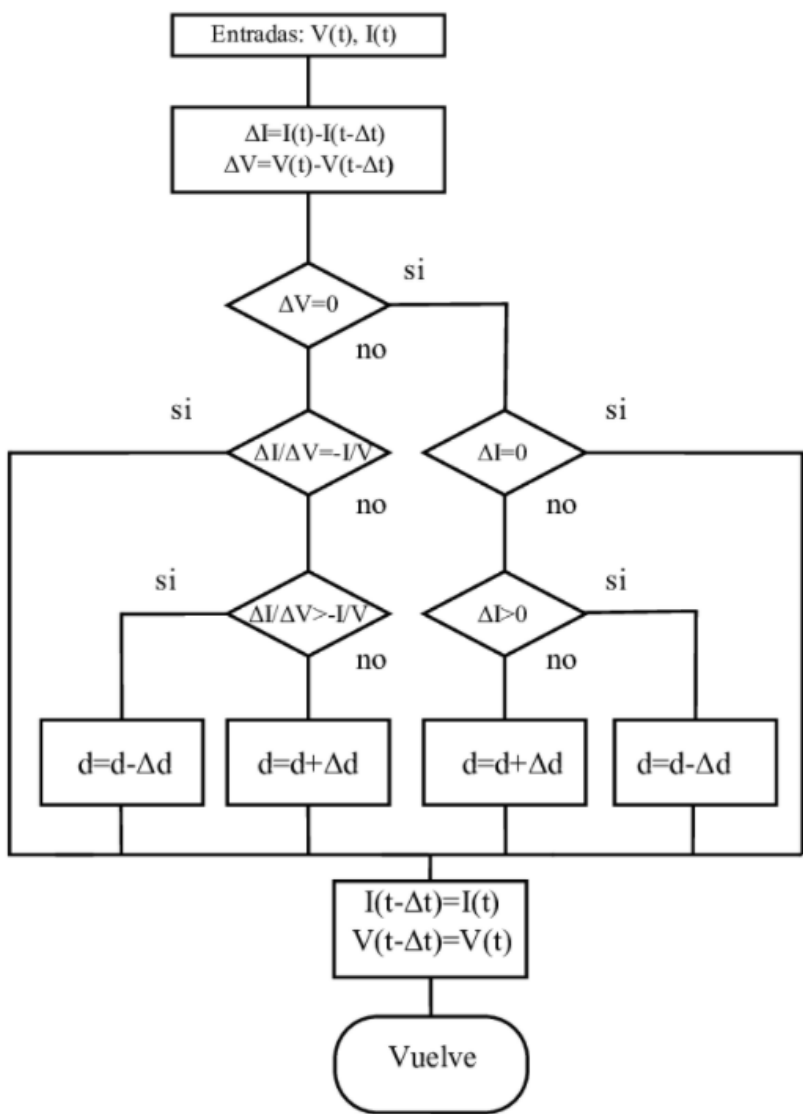 Entradas: V(t), I(t)
ΔI=I(t)-I(t-Δt)
ΔV=V(t)-V(t-Δt)
si
ΔV=0
no
si
si
ΔI/ΔV=-I/V
ΔI=0
no
no
si
si
ΔI/ΔV>-I/V
ΔI>0
no
no
d=d-Δd
d=d+Δd
d=d+Δd
d=d-Δd
I(t-Δt)=I(t)
V(t-Δt)=V(t)
Vuelve